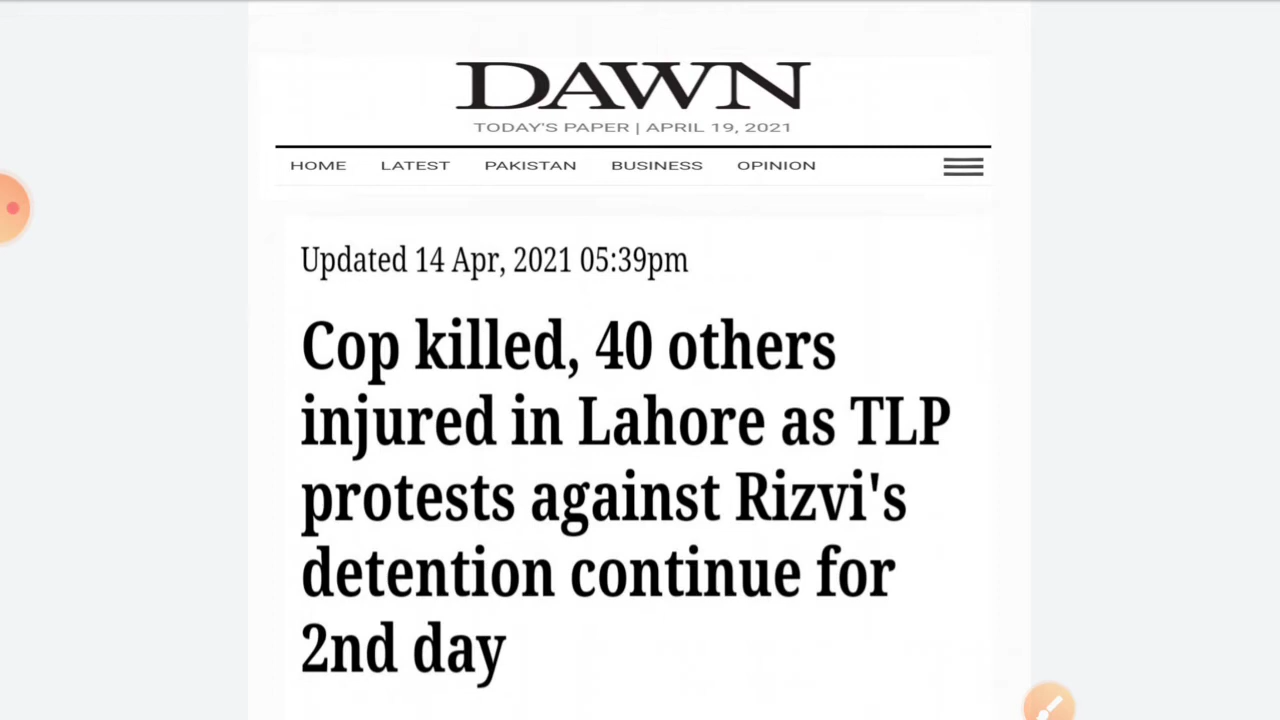 DAWN
TODAY'S PAPER | APRIL 19, 2021
HOME LATEST PAKISTAN BUSINESS OPINION
Updated 14 Apr, 2021 05:39pm
Cop killed, 40 others
injured in Lahore as TLP
protests against Rizvi's
detention continue for
2nd day